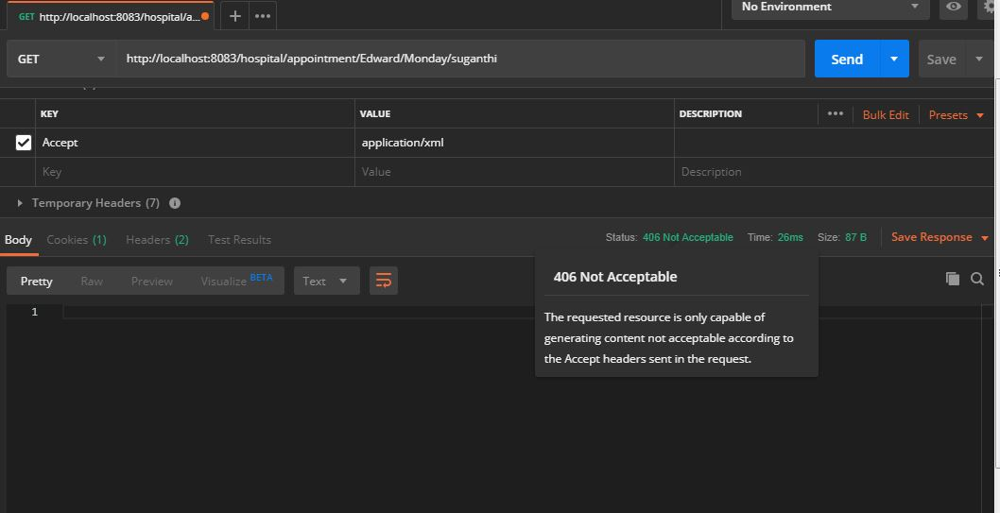 GET http://localhost:8083/hospital/a...
No Environment
GET http://localhost:8083/hospital/appointment/Edward/Monday/suganthi Send Save
KEY VALUE DESCRIPTION Bulk Edit Presets
Accept application/xml
Key Value Description
Temporary Headers (7)
Body Cookies (1) Headers (2) Test Results Status: 406 Not Acceptable Time: 26ms Size: 87 B Save Response
Pretty Raw Preview Visualize BETA Text
406 Not Acceptable
1
The requested resource is only capable of
generating content not acceptable according to
the Accept headers sent in the request.